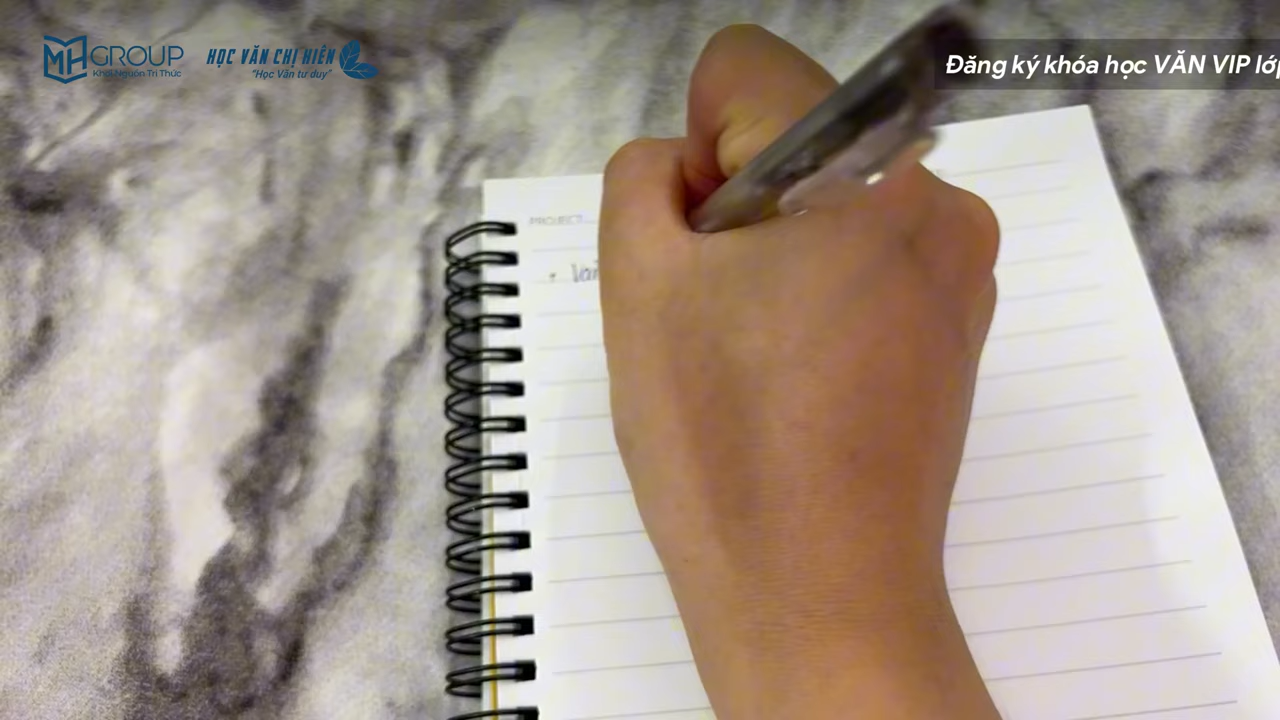 MH GROUP
Khơi Nguồn Tri Thức
HỌC VĂN CHỊ HIÊN
"Học Văn tư duy"
Đăng ký khóa học VĂN VIP lớp
PROJECT: